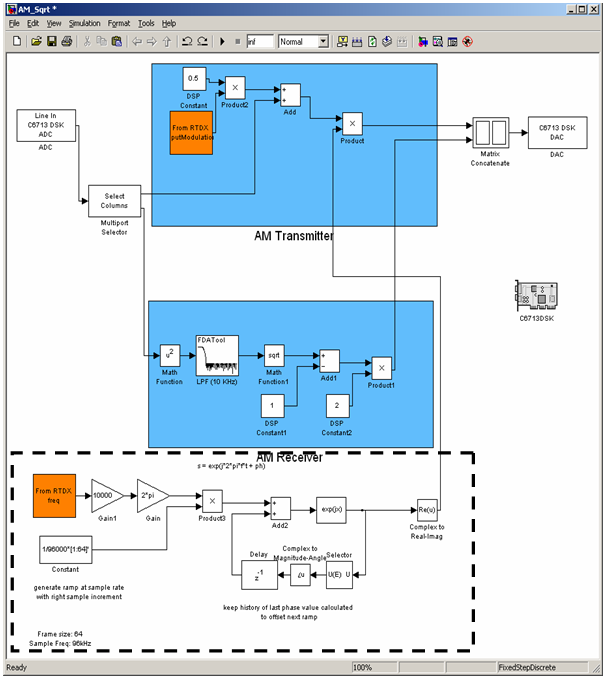 AM_Sqrt *
File Edit View Simulation Format Tools Help
inf Normal
0.5
DSP
Constant
X
Product2
+
+
Add
From RTDX
putModulation
X
Product
Line In
C6713 DSK
ADC
ADC
Select
Columns
Multiport
Selector
Matrix
Concatenate
C6713 DSK
DAC
DAC
AM Transmitter
C6713DSK
u²
Math
Function
FDATool
LPF (10 KHz)
sqrt
Math
Function1
+
−
Add1
X
Product1
1
DSP
Constant1
2
DSP
Constant2
AM Receiver
s = exp(j*2*pi*f*t + ph)
From RTDX
freq
10000
Gain1
2*pi
Gain
X
Product3
+
+
Add2
exp(jx)
Re(u)
Complex to
Real-Imag
1/96000*[1:64]'
Constant
Delay
z⁻¹
Complex to
Magnitude-Angle
∠u
Selector
U(E) U
generate ramp at sample rate
with right sample increment
keep history of last phase value calculated
to offset next ramp
Frame size: 64
Sample Freq: 96kHz
Ready 100% FixedStepDiscrete